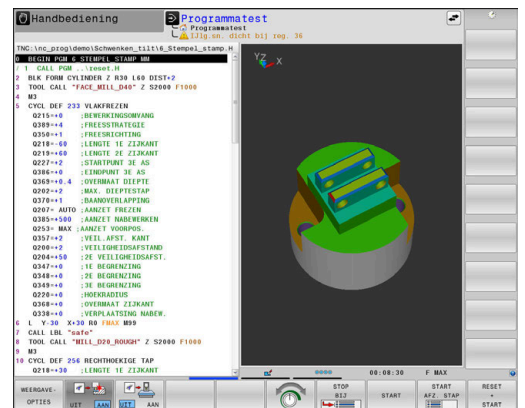 Handbediening
Programmatest
Programmatest
dicht bij reg. 36
TNC:\nc_prog\demo\Schwenken_tilt\6_Stempel_stamp.H
0 BEGIN PGM 6_STEMPEL_STAMP MM
/ 1 CALL PGM ..\reset.H
2 BLK FORM CYLINDER Z R30 L60 DIST+2
3 TOOL CALL "FACE_MILL_D40" Z S2000 F1000
4 M3
5 CYCL DEF 233 VLAKFREZEN
Q215=+0 ;BEWERKINGSOMVANG
Q389=+4 ;FREESSTRATEGIE
Q350=+1 ;FREESRICHTING
Q218=-60 ;LENGTE 1E ZIJKANT
Q219=+60 ;LENGTE 2E ZIJKANT
Q227=+2 ;STARTPUNT 3E AS
Q386=+0 ;EINDPUNT 3E AS
Q369=+0.4 ;OVERMAAT DIEPTE
Q202=+2 ;MAX. DIEPTESTAP
Q370=+1 ;BAANOVERLAPPING
Q207= AUTO ;AANZET FREZEN
Q385=+500 ;AANZET NABEWERKEN
Q253= MAX ;AANZET VOORPOS.
Q357=+2 ;VEIL.AFST. KANT
Q200=+2 ;VEILIGHEIDSAFSTAND
Q204=+50 ;2E VEILIGHEIDSAFST.
Q347=+0 ;1E BEGRENZING
Q348=+0 ;2E BEGRENZING
Q349=+0 ;3E BEGRENZING
Q220=+0 ;HOEKRADIUS
Q368=+0 ;OVERMAAT ZIJKANT
Q338=+0 ;VERPLAATSING NABEW.
6 L Y-30 X+30 R0 FMAX M99
7 CALL LBL "safe"
8 TOOL CALL "MILL_D20_ROUGH" Z S2000 F1000
9 M3
10 CYCL DEF 256 RECHTHOEKIGE TAP
Q218=+30 ;LENGTE 1E ZIJKANT
YZ X
00:08:30 F MAX
WEERGAVE-
OPTIES
UIT AAN
UIT AAN
STOP
BIJ
START
START
AFZ. STAP
RESET
+
START